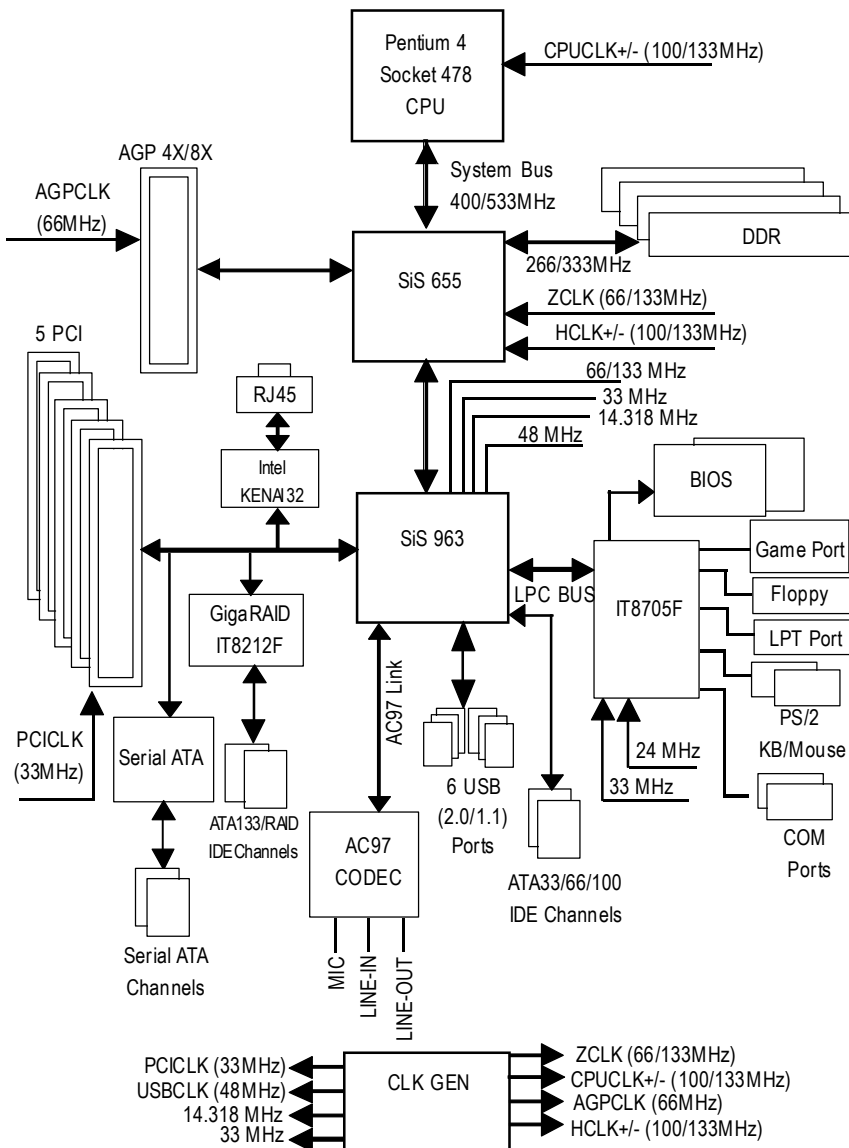 Pentium 4
Socket 478
CPU
CPUCLK+/- (100/133MHz)
AGP 4X/8X
AGPCLK
(66MHz)
System Bus
400/533MHz
DDR
266/333MHz
SiS 655
ZCLK (66/133MHz)
HCLK+/- (100/133MHz)
5 PCI
RJ45
66/133 MHz
33 MHz
14.318 MHz
48 MHz
Intel
KENAI32
BIOS
SiS 963
Game Port
LPC BUS
IT8705F
Floppy
GigaRAID
IT8212F
LPT Port
AC97 Link
PS/2
KB/Mouse
PCICLK
(33MHz)
Serial ATA
24 MHz
33 MHz
6 USB
(2.0/1.1)
Ports
ATA133/RAID
IDE Channels
COM
Ports
AC97
CODEC
ATA33/66/100
IDE Channels
Serial ATA
Channels
MIC
LINE-IN
LINE-OUT
CLK GEN
PCICLK (33MHz)
USBCLK (48MHz)
14.318 MHz
33 MHz
ZCLK (66/133MHz)
CPUCLK+/- (100/133MHz)
AGPCLK (66MHz)
HCLK+/- (100/133MHz)